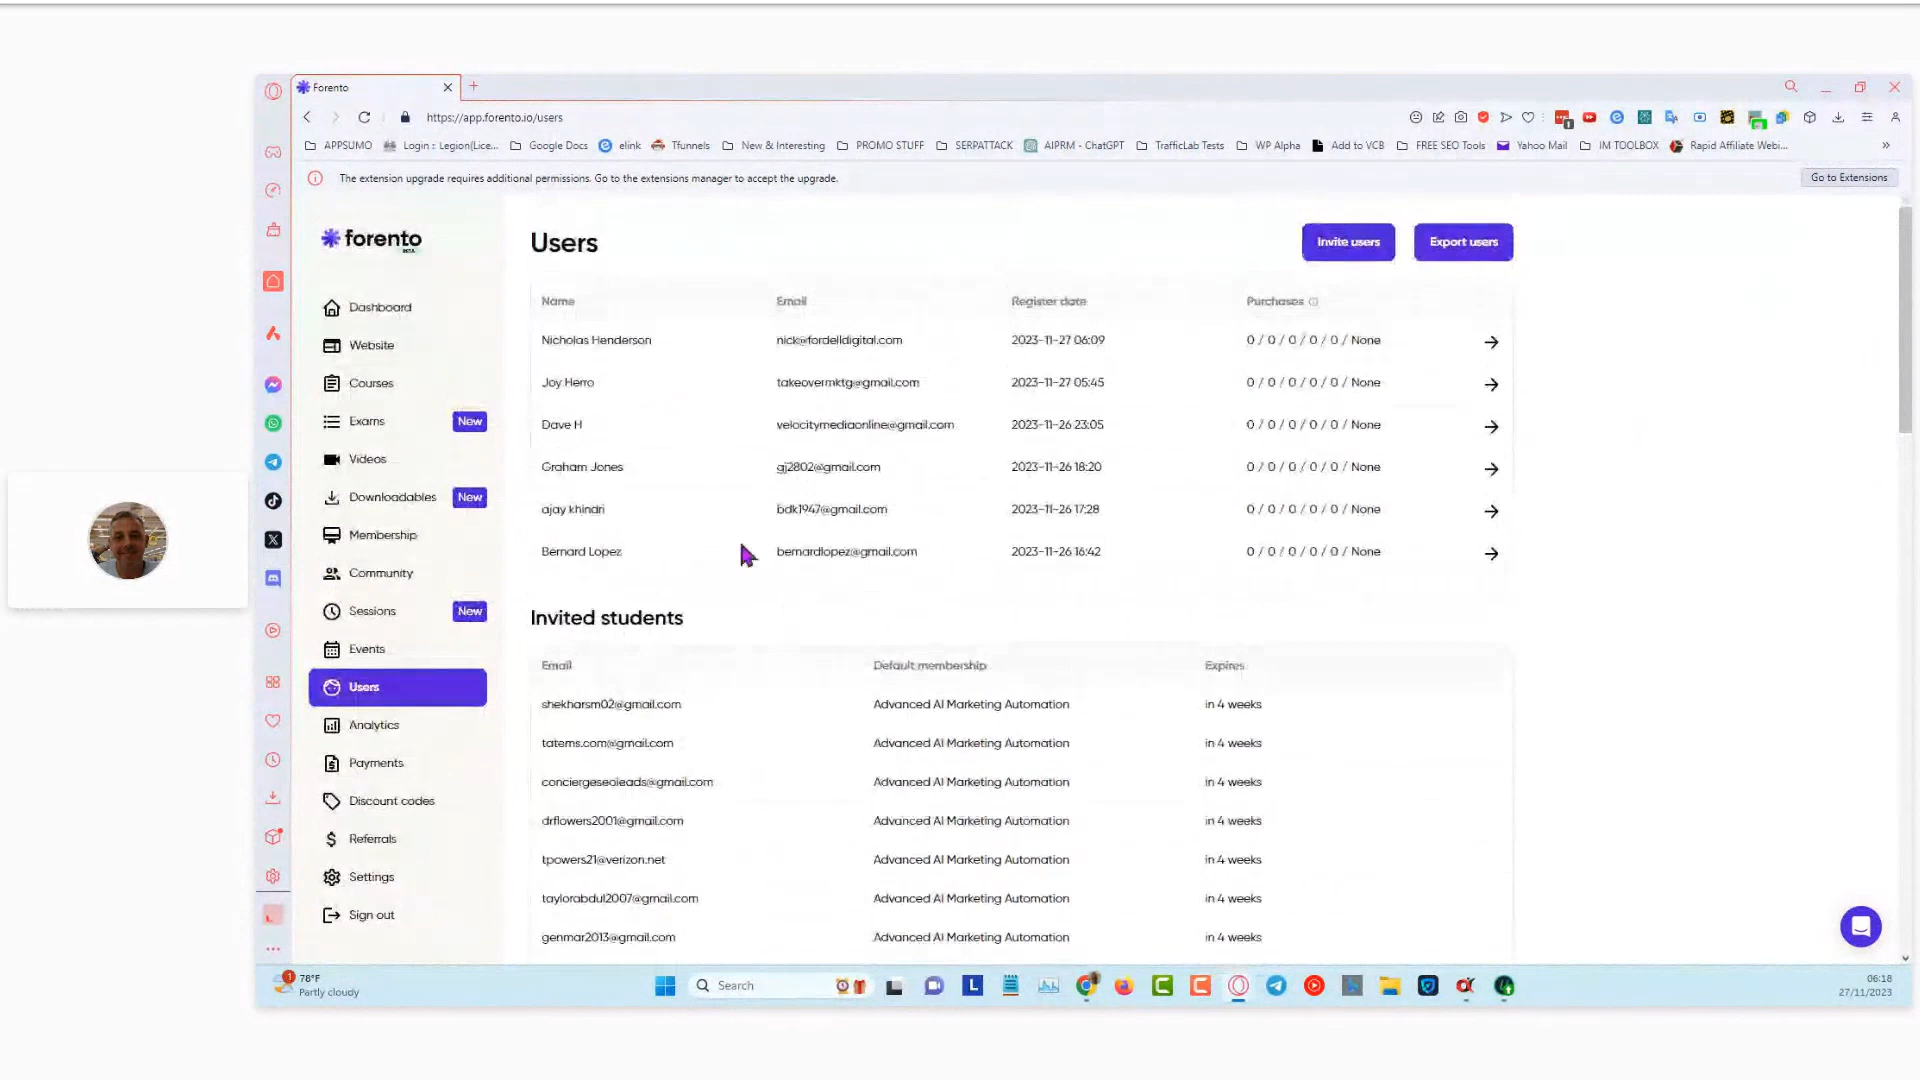 Forento
https://app.forento.io/users
APPSUMO Login :: Legion(Lice... Google Docs elink Tfunnels New & Interesting PROMO STUFF SERPATTACK AIPRM - ChatGPT TrafficLab Tests WP Alpha Add to VCB FREE SEO Tools Yahoo Mail IM TOOLBOX Rapid Affiliate Webi...
The extension upgrade requires additional permissions. Go to the extensions manager to accept the upgrade. Go to Extensions
forento
BETA
Dashboard
Website
Courses
Exams New
Videos
Downloadables New
Membership
Community
Sessions New
Events
Users
Analytics
Payments
Discount codes
Referrals
Settings
Sign out
Users Invite users Export users
Name Email Register date Purchases
Nicholas Henderson nick@fordelldigital.com 2023-11-27 06:09 0 / 0 / 0 / 0 / 0 / None
Joy Herro takeovermktg@gmail.com 2023-11-27 05:45 0 / 0 / 0 / 0 / 0 / None
Dave H velocitymediaonline@gmail.com 2023-11-26 23:05 0 / 0 / 0 / 0 / 0 / None
Graham Jones gj2802@gmail.com 2023-11-26 18:20 0 / 0 / 0 / 0 / 0 / None
ajay khindri bdk1947@gmail.com 2023-11-26 17:28 0 / 0 / 0 / 0 / 0 / None
Bernard Lopez bernardlopez@gmail.com 2023-11-26 16:42 0 / 0 / 0 / 0 / 0 / None
Invited students
Email Default membership Expires
shekharsm02@gmail.com Advanced AI Marketing Automation in 4 weeks
tatems.com@gmail.com Advanced AI Marketing Automation in 4 weeks
conciergeseoleads@gmail.com Advanced AI Marketing Automation in 4 weeks
drflowers2001@gmail.com Advanced AI Marketing Automation in 4 weeks
tpowers21@verizon.net Advanced AI Marketing Automation in 4 weeks
taylorabdul2007@gmail.com Advanced AI Marketing Automation in 4 weeks
genmar2013@gmail.com Advanced AI Marketing Automation in 4 weeks
1
78°F
Partly cloudy
Search
06:18
27/11/2023